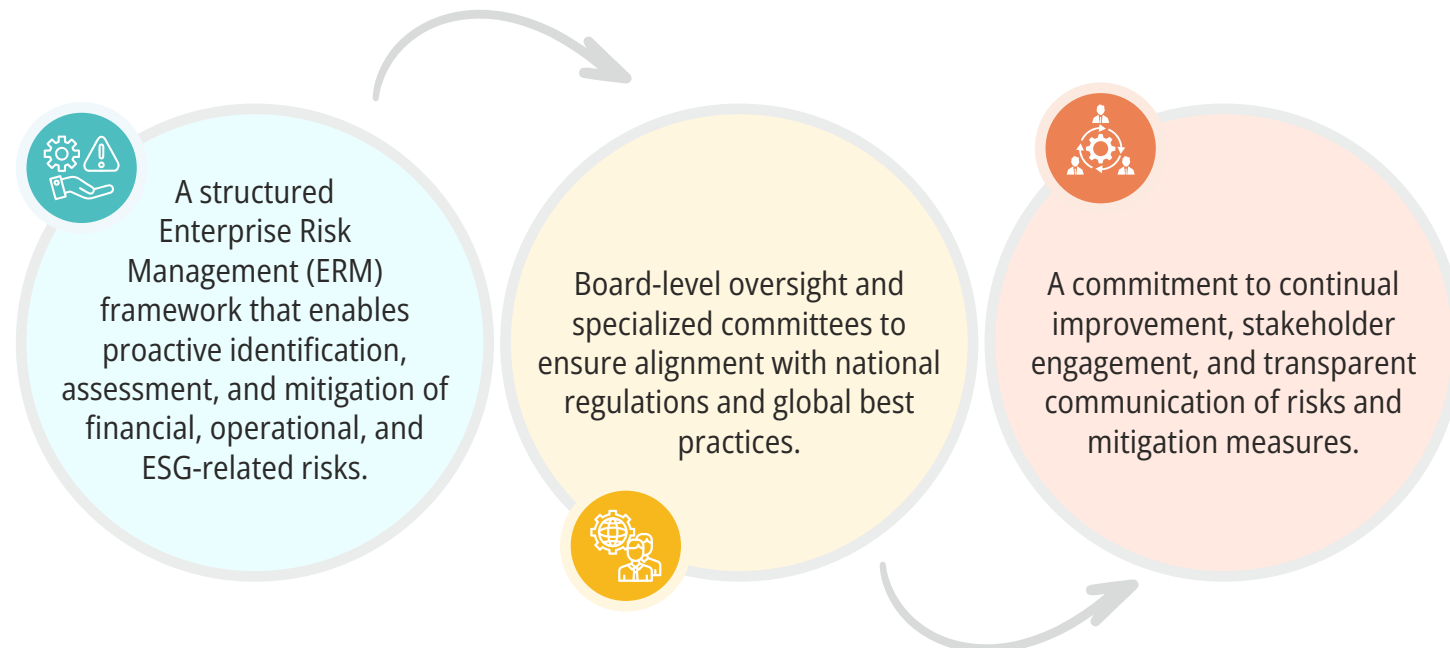 A structured
Enterprise Risk
Management (ERM)
framework that enables
proactive identification,
assessment, and mitigation of
financial, operational, and
ESG-related risks.
Board-level oversight and
specialized committees to
ensure alignment with national
regulations and global best
practices.
A commitment to continual
improvement, stakeholder
engagement, and transparent
communication of risks and
mitigation measures.